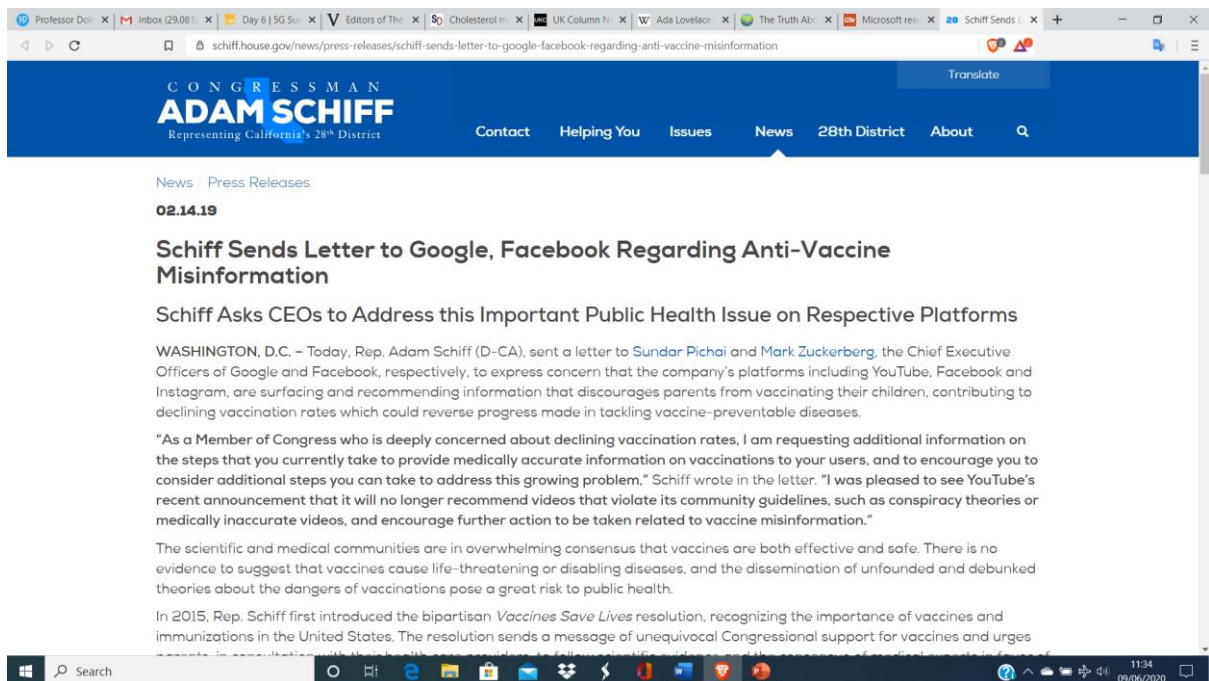 Professor Dol
Inbox (29,081)
Day 6 | 5G Su
Editors of The
Cholesterol m
UK Column N
Ada Lovelace
The Truth Ab
Microsoft res
Schiff Sends L
schiff.house.gov/news/press-releases/schiff-sends-letter-to-google-facebook-regarding-anti-vaccine-misinformation
Translate
CONGRESSMAN
ADAM SCHIFF
Representing California's 28th District
Contact Helping You Issues News 28th District About
News / Press Releases
02.14.19
Schiff Sends Letter to Google, Facebook Regarding Anti-Vaccine
Misinformation
Schiff Asks CEOs to Address this Important Public Health Issue on Respective Platforms
WASHINGTON, D.C. – Today, Rep. Adam Schiff (D-CA), sent a letter to Sundar Pichai and Mark Zuckerberg, the Chief Executive
Officers of Google and Facebook, respectively, to express concern that the company's platforms including YouTube, Facebook and
Instagram, are surfacing and recommending information that discourages parents from vaccinating their children, contributing to
declining vaccination rates which could reverse progress made in tackling vaccine-preventable diseases.
"As a Member of Congress who is deeply concerned about declining vaccination rates, I am requesting additional information on
the steps that you currently take to provide medically accurate information on vaccinations to your users, and to encourage you to
consider additional steps you can take to address this growing problem," Schiff wrote in the letter. "I was pleased to see YouTube's
recent announcement that it will no longer recommend videos that violate its community guidelines, such as conspiracy theories or
medically inaccurate videos, and encourage further action to be taken related to vaccine misinformation."
The scientific and medical communities are in overwhelming consensus that vaccines are both effective and safe. There is no
evidence to suggest that vaccines cause life-threatening or disabling diseases, and the dissemination of unfounded and debunked
theories about the dangers of vaccinations pose a great risk to public health.
In 2015, Rep. Schiff first introduced the bipartisan Vaccines Save Lives resolution, recognizing the importance of vaccines and
immunizations in the United States. The resolution sends a message of unequivocal Congressional support for vaccines and urges
Search
11:34
09/06/2020